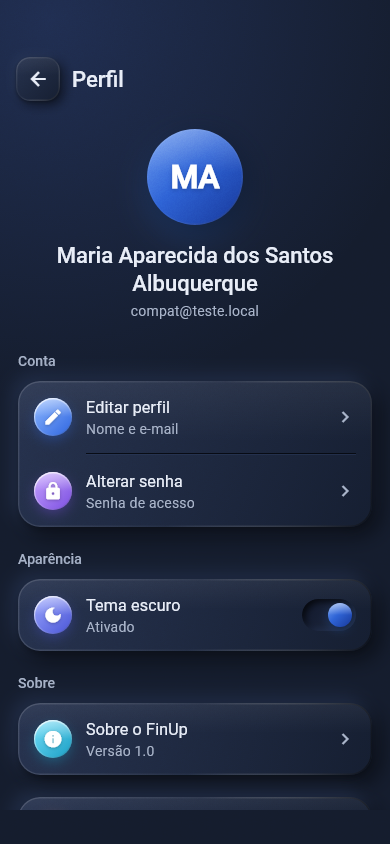 Perfil
MA
Maria Aparecida dos Santos
Albuquerque
compat@teste.local
Conta
Editar perfil
Nome e e-mail
Alterar senha
Senha de acesso
Aparência
Tema escuro
Ativado
Sobre
Sobre o FinUp
Versão 1.0